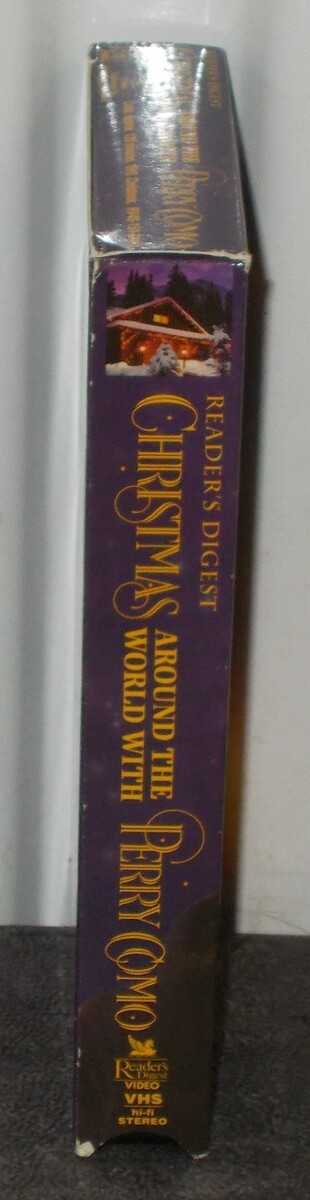 READER'S DIGEST
CHRISTMAS AROUND THE
WORLD WITH PERRY COMO
Reader's
Digest
VIDEO
VHS
hi-fi
STEREO